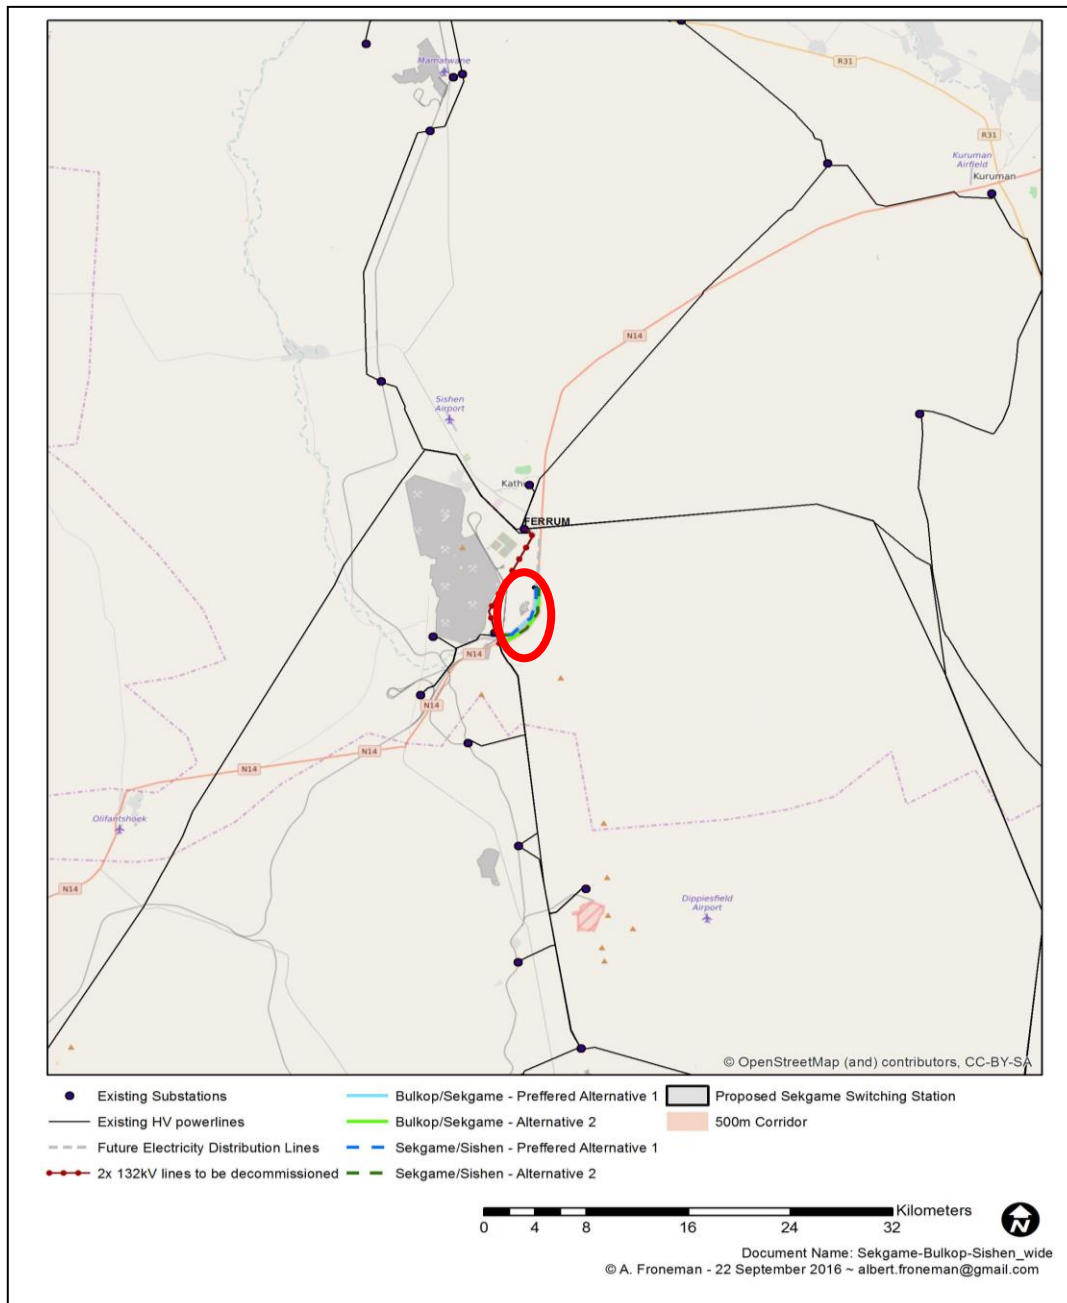 Mamatwane
R31
R31
Kuruman
Airfield
Kuruman
N14
Sishen
Airport
Kathu
FERRUM
N14
N14
N14
N14
Olifantshoek
N14
Dippiesfield
Airport
© OpenStreetMap (and) contributors, CC-BY-SA
Existing Substations
Bulkop/Sekgame - Preffered Alternative 1
Proposed Sekgame Switching Station
Existing HV powerlines
Bulkop/Sekgame - Alternative 2
500m Corridor
Future Electricity Distribution Lines
Sekgame/Sishen - Preffered Alternative 1
2x 132kV lines to be decommissioned
Sekgame/Sishen - Alternative 2
Kilometers
0 2 4 8 16 24 32
N
Document Name: Sekgame-Bulkop-Sishen_wide
© A. Froneman - 22 September 2016 ~ albert.froneman@gmail.com